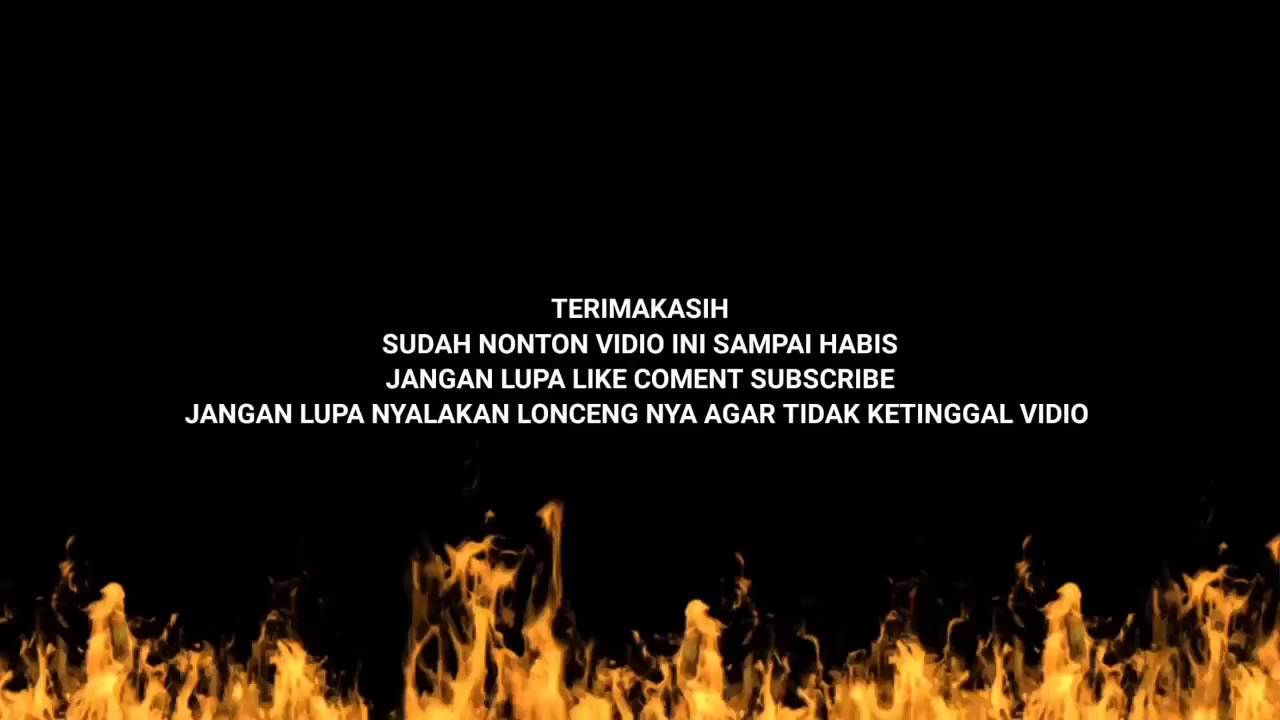 TERIMAKASIH
SUDAH NONTON VIDIO INI SAMPAI HABIS
JANGAN LUPA LIKE COMENT SUBSCRIBE
JANGAN LUPA NYALAKAN LONCENG NYA AGAR TIDAK KETINGGAL VIDIO